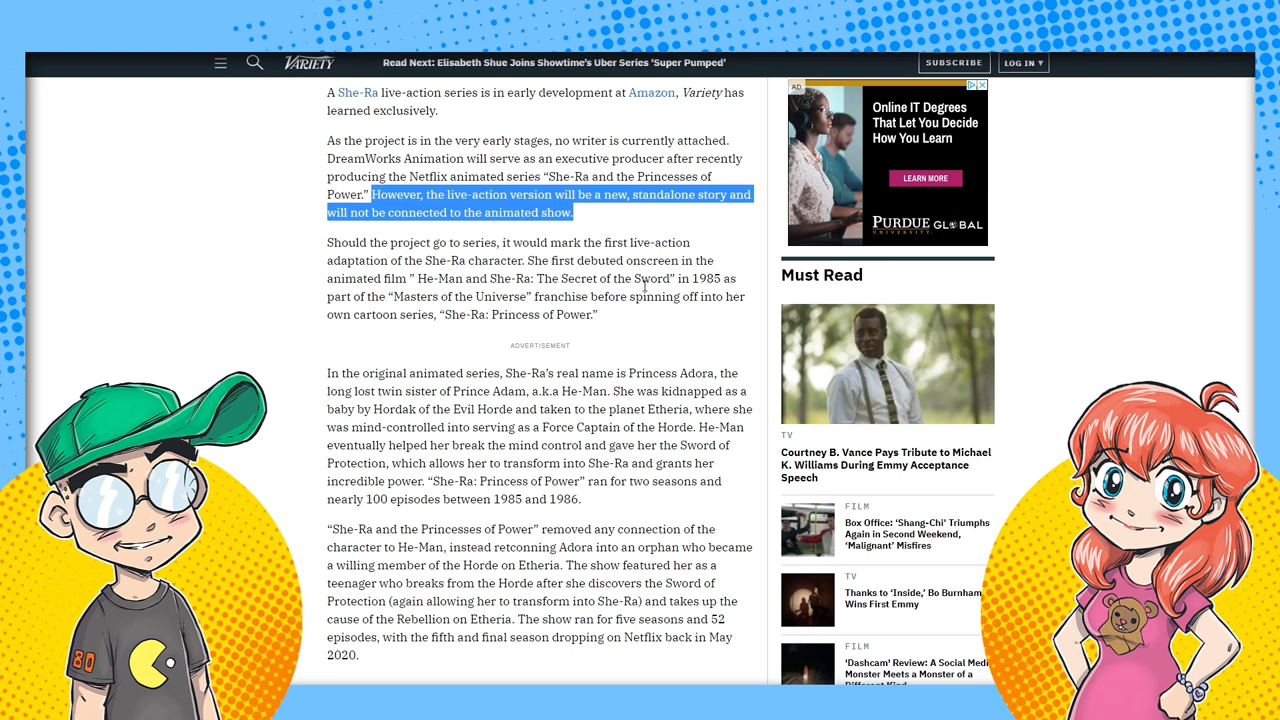 VARIETY
Read Next: Elisabeth Shue Joins Showtime's Uber Series 'Super Pumped'
SUBSCRIBE
LOG IN ▾
A She-Ra live-action series is in early development at Amazon, Variety has
learned exclusively.
As the project is in the very early stages, no writer is currently attached.
DreamWorks Animation will serve as an executive producer after recently
producing the Netflix animated series “She-Ra and the Princesses of
Power.” However, the live-action version will be a new, standalone story and
will not be connected to the animated show.
Should the project go to series, it would mark the first live-action
adaptation of the She-Ra character. She first debuted onscreen in the
animated film ” He-Man and She-Ra: The Secret of the Sword” in 1985 as
part of the “Masters of the Universe” franchise before spinning off into her
own cartoon series, “She-Ra: Princess of Power.”
ADVERTISEMENT
In the original animated series, She-Ra’s real name is Princess Adora, the
long lost twin sister of Prince Adam, a.k.a He-Man. She was kidnapped as a
baby by Hordak of the Evil Horde and taken to the planet Etheria, where she
was mind-controlled into serving as a Force Captain of the Horde. He-Man
eventually helped her break the mind control and gave her the Sword of
Protection, which allows her to transform into She-Ra and grants her
incredible power. “She-Ra: Princess of Power” ran for two seasons and
nearly 100 episodes between 1985 and 1986.
“She-Ra and the Princesses of Power” removed any connection of the
character to He-Man, instead retconning Adora into an orphan who became
a willing member of the Horde on Etheria. The show featured her as a
teenager who breaks from the Horde after she discovers the Sword of
Protection (again allowing her to transform into She-Ra) and takes up the
cause of the Rebellion on Etheria. The show ran for five seasons and 52
episodes, with the fifth and final season dropping on Netflix back in May
2020.
AD
Online IT Degrees
That Let You Decide
How You Learn
LEARN MORE
PURDUE GLOBAL
UNIVERSITY
Must Read
TV
Courtney B. Vance Pays Tribute to Michael
K. Williams During Emmy Acceptance
Speech
FILM
Box Office: ‘Shang-Chi’ Triumphs
Again in Second Weekend,
‘Malignant’ Misfires
TV
Thanks to ‘Inside,’ Bo Burnham
Wins First Emmy
FILM
'Dashcam' Review: A Social Medi
Monster Meets a Monster of a
Different Kind
80